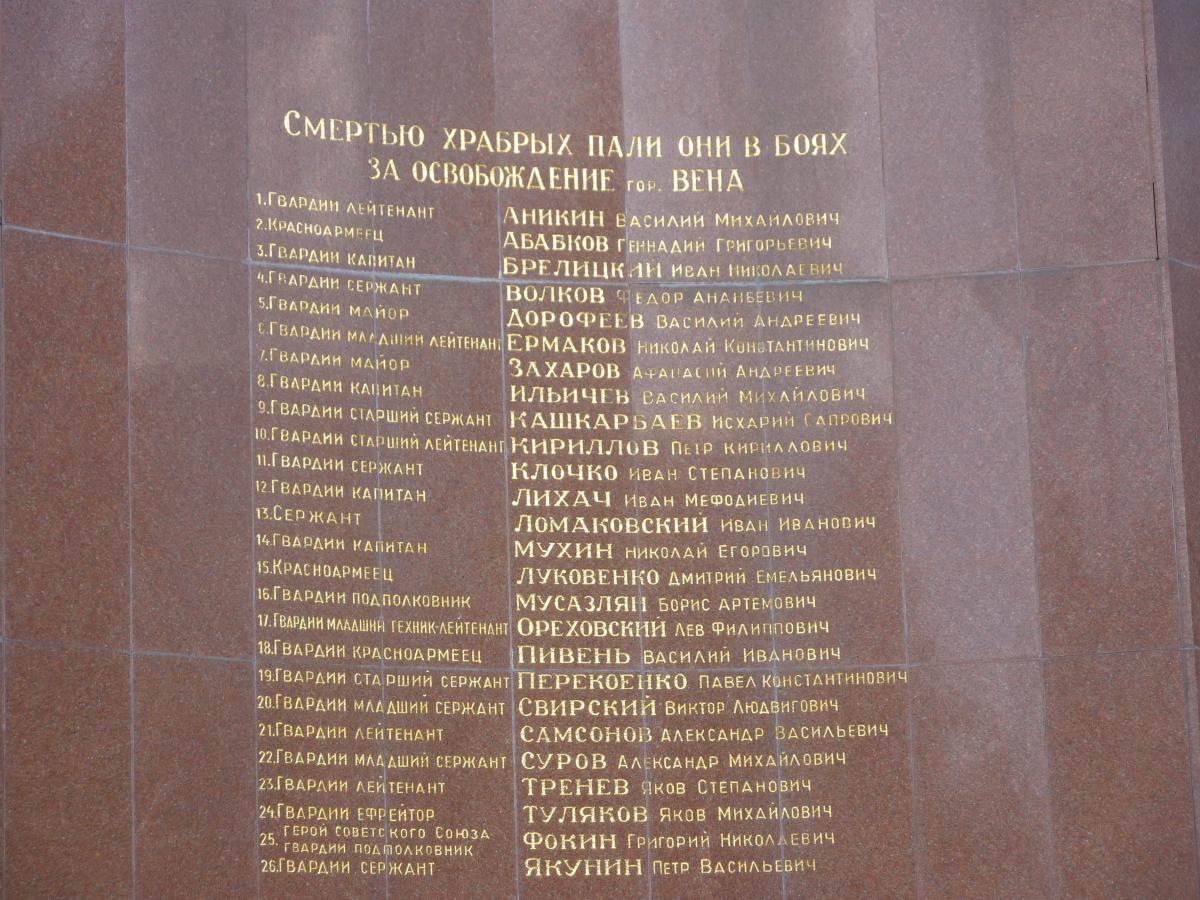 Смертью храбрых пали они в боях
за освобождение гор. Вена
1.Гвардии лейтенант АНИКИН Василий Михайлович
2.Красноармеец АБАБКОВ Геннадий Григорьевич
3.Гвардии капитан БРЕЛИЦКИЙ Иван Николаевич
4.Гвардии сержант ВОЛКОВ Федор Ананьевич
5.Гвардии майор ДОРОФЕЕВ Василий Андреевич
6.Гвардии младший лейтенант ЕРМАКОВ Николай Константинович
7.Гвардии майор ЗАХАРОВ Афанасий Андреевич
8.Гвардии капитан ИЛЬИЧЕВ Василий Михайлович
9.Гвардии старший сержант КАШКАРБАЕВ Исхарий Сапрович
10.Гвардии старший лейтенант КИРИЛЛОВ Петр Кириллович
11.Гвардии сержант КЛОЧКО Иван Степанович
12.Гвардии капитан ЛИХАЧ Иван Мефодиевич
13.Сержант ЛОМАКОВСКИЙ Иван Иванович
14.Гвардии капитан МУХИН Николай Егорович
15.Красноармеец ЛУКОВЕНКО Дмитрий Емельянович
16.Гвардии подполковник МУСАЗЛЯН Борис Артемович
17.Гвардии младший техник-лейтенант ОРЕХОВСКИЙ Лев Филиппович
18.Гвардии красноармеец ПИВЕНЬ Василий Иванович
19.Гвардии старший сержант ПЕРЕКОЕНКО Павел Константинович
20.Гвардии младший сержант СВИРСКИЙ Виктор Людвигович
21.Гвардии лейтенант САМСОНОВ Александр Васильевич
22.Гвардии младший сержант СУРОВ Александр Михайлович
23.Гвардии лейтенант ТРЕНЕВ Яков Степанович
24.Гвардии ефрейтор ТУЛЯКОВ Яков Михайлович
25. Герой Советского Союза
гвардии подполковник ФОКИН Григорий Николаевич
26.Гвардии сержант ЯКУНИН Петр Васильевич